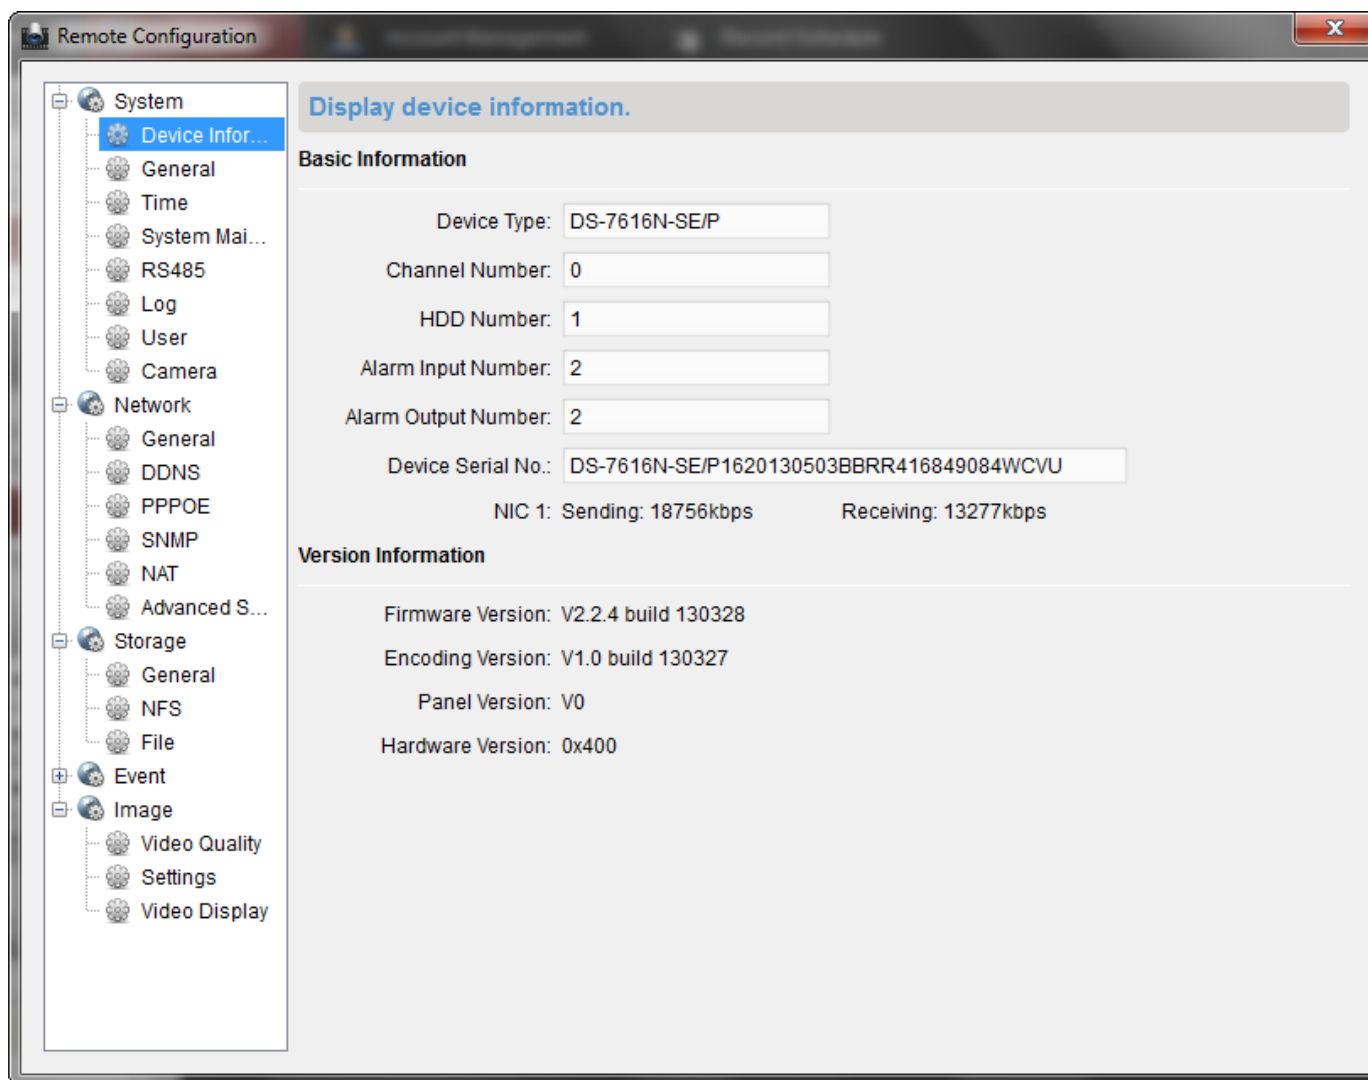 Remote Configuration
System
Device Infor...
General
Time
System Mai...
RS485
Log
User
Camera
Network
General
DDNS
PPPOE
SNMP
NAT
Advanced S...
Storage
General
NFS
File
Event
Image
Video Quality
Settings
Video Display
Display device information.
Basic Information
Device Type: DS-7616N-SE/P
Channel Number: 0
HDD Number: 1
Alarm Input Number: 2
Alarm Output Number: 2
Device Serial No.: DS-7616N-SE/P1620130503BBRR416849084WCVU
NIC 1: Sending: 18756kbps Receiving: 13277kbps
Version Information
Firmware Version: V2.2.4 build 130328
Encoding Version: V1.0 build 130327
Panel Version: V0
Hardware Version: 0x400